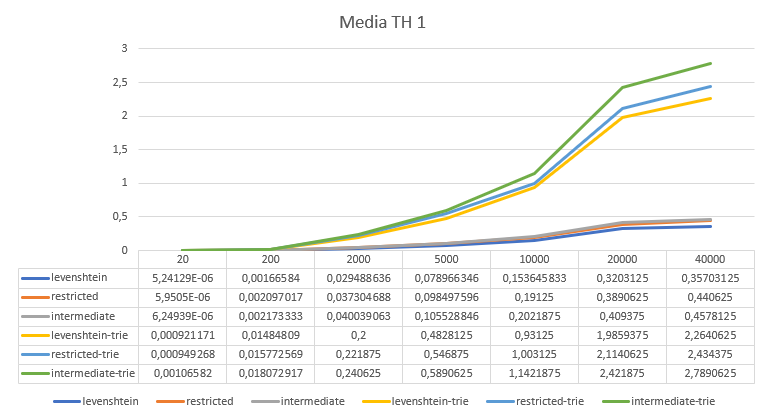 Media TH 1
3
2,5
2
1,5
1
0,5
0
20 200 2000 5000 10000 20000 40000
levenshtein 5,24129E-06 0,00166584 0,029488636 0,078966346 0,153645833 0,3203125 0,35703125
restricted 5,9505E-06 0,002097017 0,037304688 0,098497596 0,19125 0,3890625 0,440625
intermediate 6,24939E-06 0,002173333 0,040039063 0,105528846 0,2021875 0,409375 0,4578125
levenshtein-trie 0,000921171 0,01484809 0,2 0,4828125 0,93125 1,9859375 2,2640625
restricted-trie 0,000949268 0,015772569 0,221875 0,546875 1,003125 2,1140625 2,434375
intermediate-trie 0,00106582 0,018072917 0,240625 0,5890625 1,1421875 2,421875 2,7890625
levenshtein restricted intermediate levenshtein-trie restricted-trie intermediate-trie